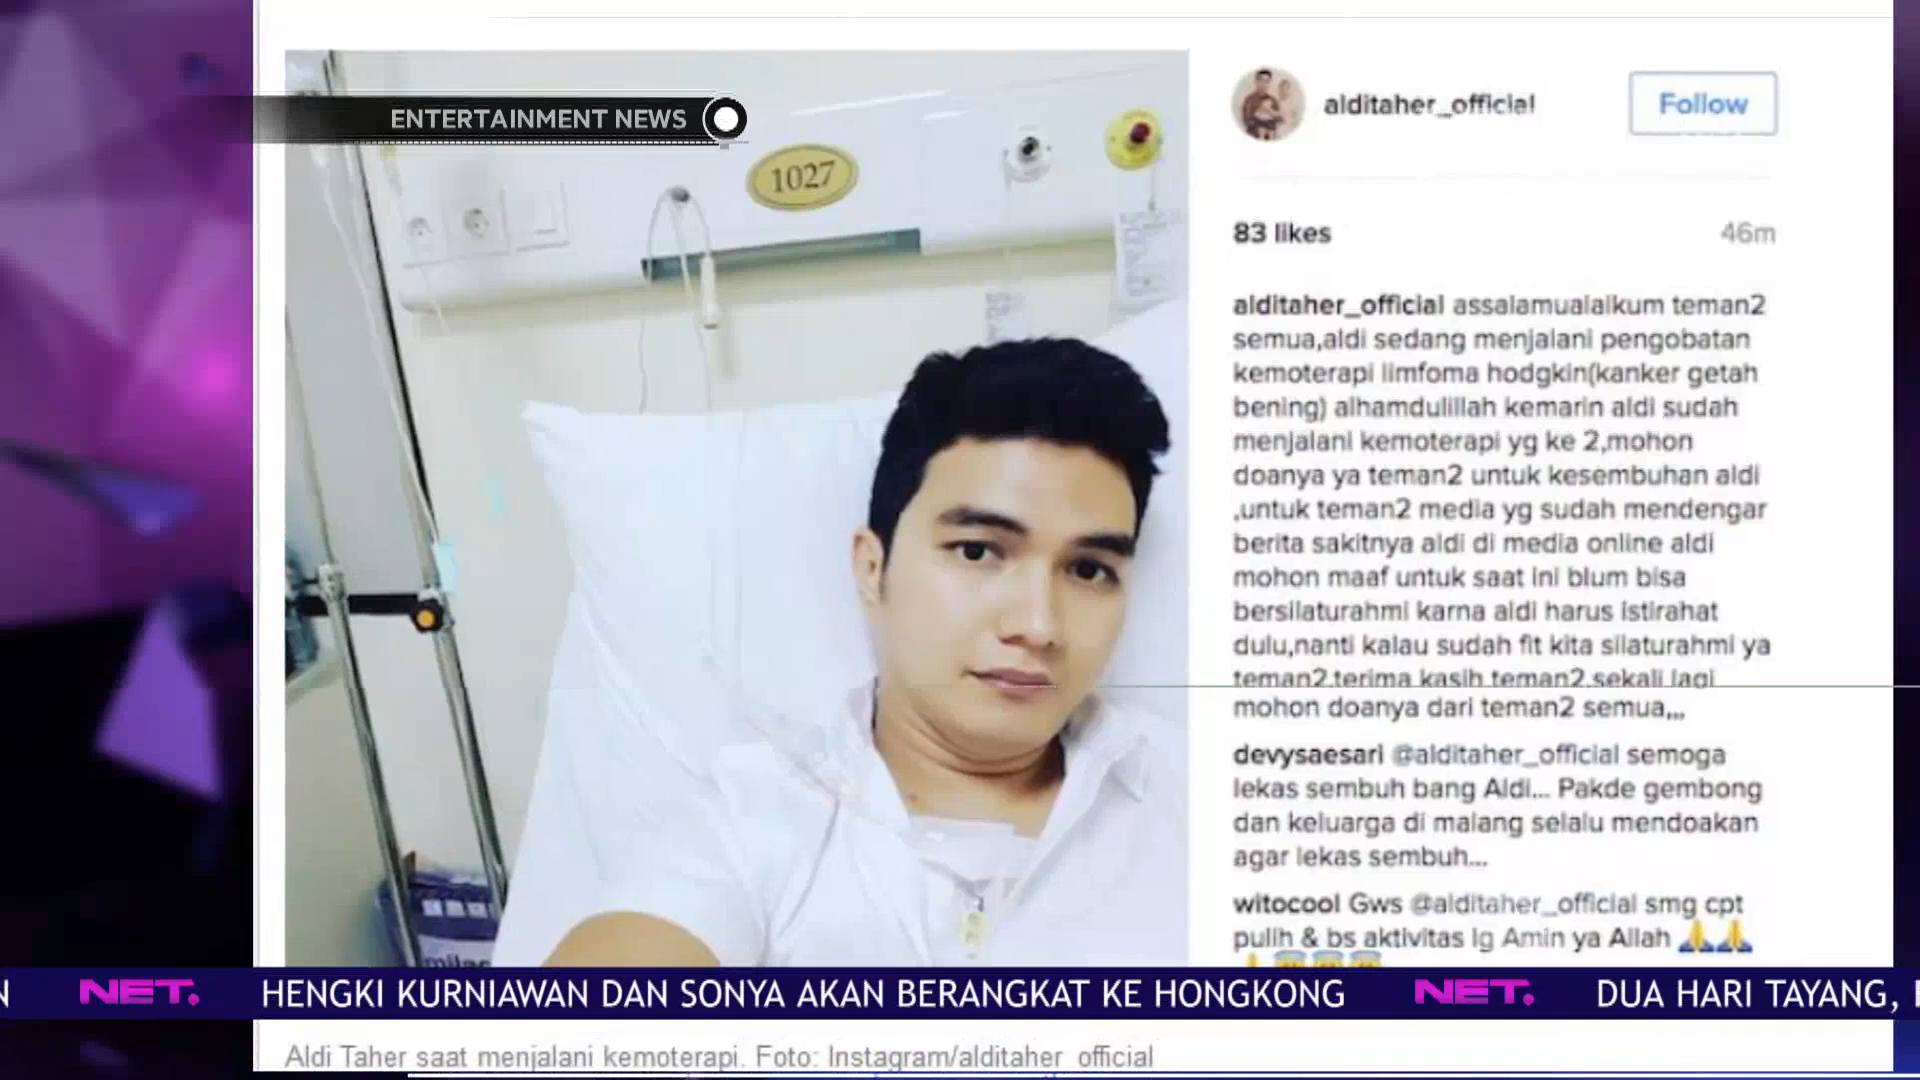 ENTERTAINMENT NEWS
1027
alditaher_official
Follow
83 likes
46m
alditaher_official assalamualaikum teman2
semua,aldi sedang menjalani pengobatan
kemoterapi limfoma hodgkin(kanker getah
bening) alhamdulillah kemarin aldi sudah
menjalani kemoterapi yg ke 2,mohon
doanya ya teman2 untuk kesembuhan aldi
,untuk teman2 media yg sudah mendengar
berita sakitnya aldi di media online aldi
mohon maaf untuk saat ini blum bisa
bersilaturahmi karna aldi harus istirahat
dulu,nanti kalau sudah fit kita silaturahmi ya
teman2,terima kasih teman2,sekali lagi
mohon doanya dari teman2 semua,,,
devysaesari @alditaher_official semoga
lekas sembuh bang Aldi... Pakde gembong
dan keluarga di malang selalu mendoakan
agar lekas sembuh...
witocool Gws @alditaher_official smg cpt
pulih & bs aktivitas lg Amin ya Allah 🙏🙏
N NET. HENGKI KURNIAWAN DAN SONYA AKAN BERANGKAT KE HONGKONG NET. DUA HARI TAYANG,
Aldi Taher saat menjalani kemoterapi. Foto: Instagram/alditaher_official